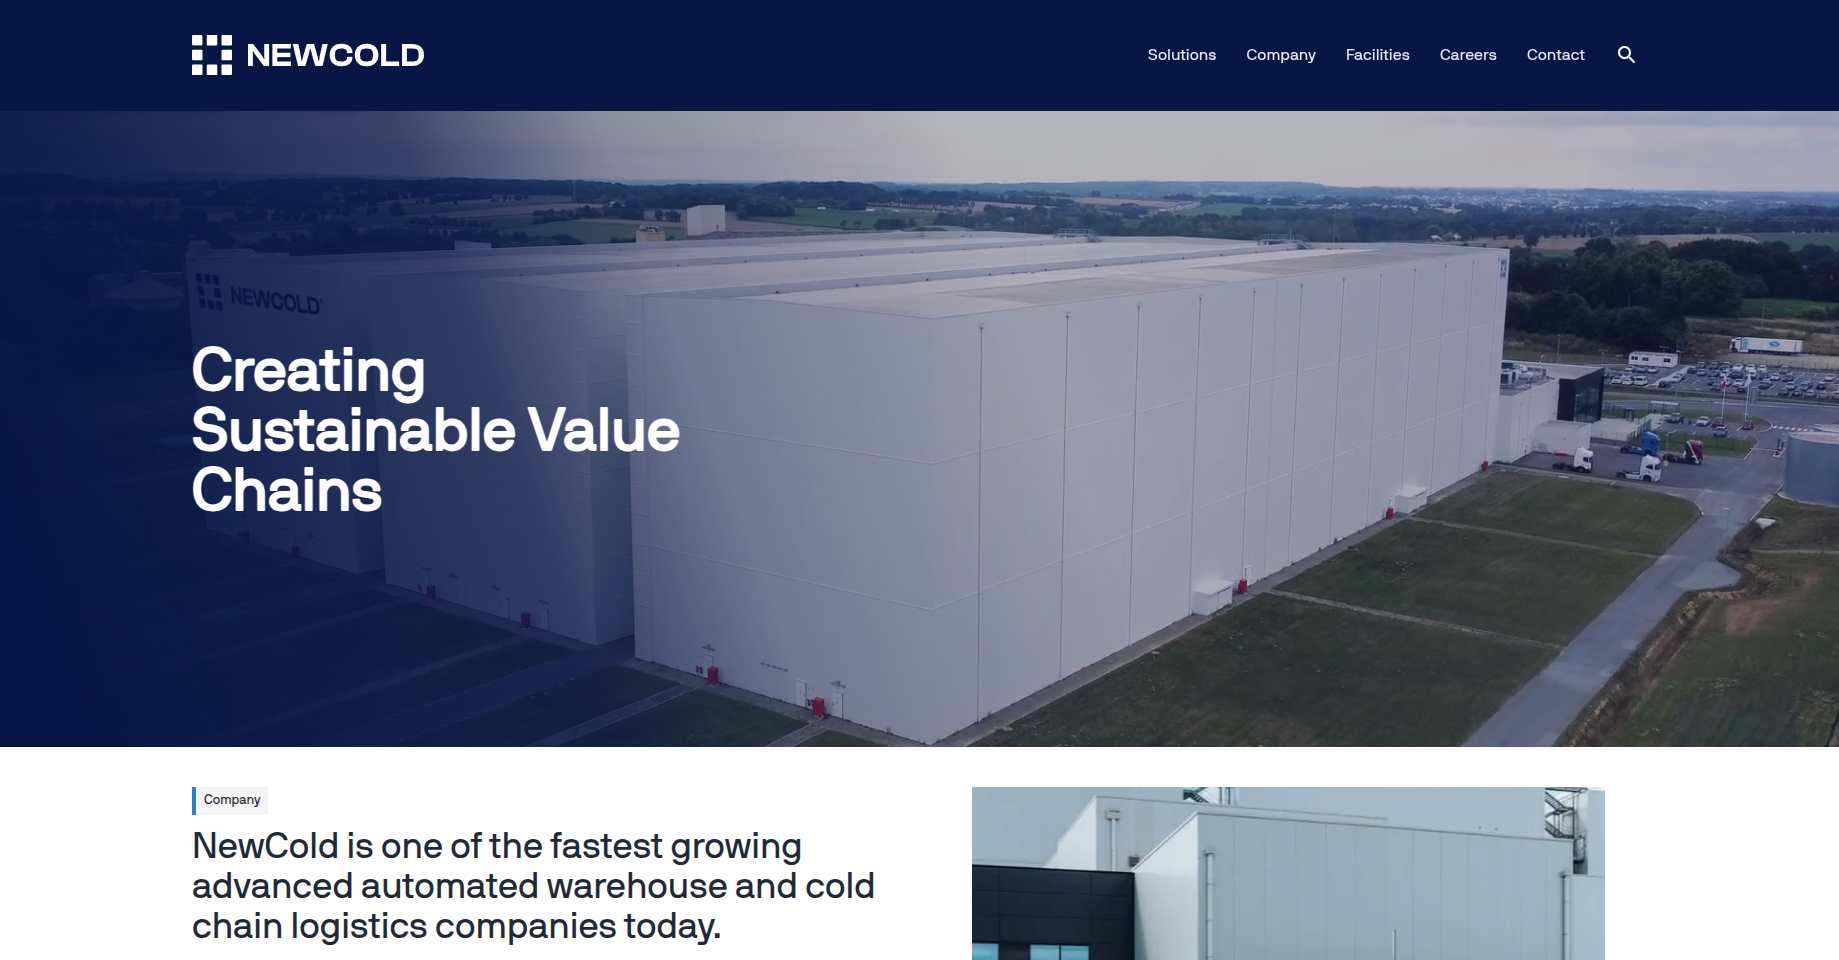 NEWCOLD
Solutions
Company
Facilities
Careers
Contact
NEWCOLD
Creating
Sustainable Value
Chains
Company
NewCold is one of the fastest growing
advanced automated warehouse and cold
chain logistics companies today.